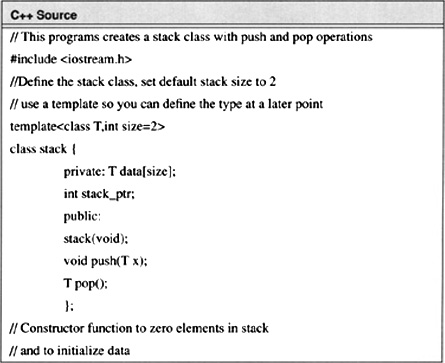 C++ Source
// This programs creates a stack class with push and pop operations
#include <iostream.h>
//Define the stack class, set default stack size to 2
// use a template so you can define the type at a later point
template<class T,int size=2>
class stack {
private: T data[size];
int stack_ptr;
public:
stack(void);
void push(T x);
T pop();
};
// Constructor function to zero elements in stack
// and to initialize data